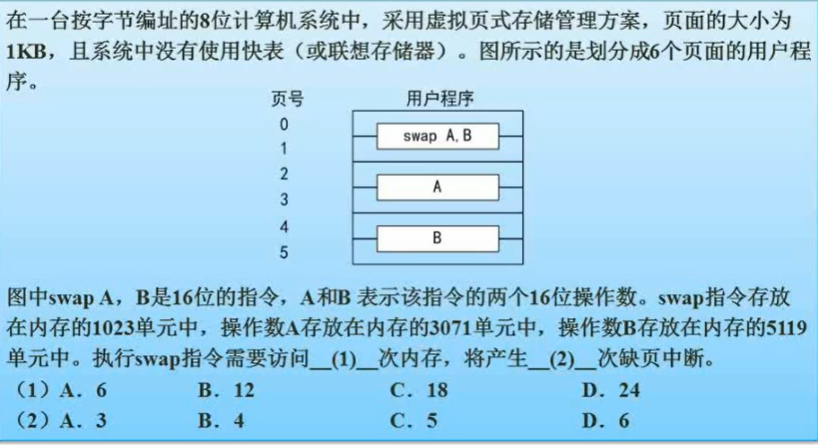 在一台按字节编址的8位计算机系统中，采用虚拟页式存储管理方案，页面的大小为
1KB，且系统中没有使用快表（或联想存储器）。图所示的是划分成6个页面的用户程
序。
页号 用户程序
0
swap A,B
1
2
A
3
4
B
5
图中swap A，B是16位的指令，A和B 表示该指令的两个16位操作数。swap指令存放
在内存的1023单元中，操作数A存放在内存的3071单元中，操作数B存放在内存的5119
单元中。执行swap指令需要访问__(1)__次内存，将产生__(2)__次缺页中断。
（1）A．6 B．12 C．18 D．24
（2）A．3 B．4 C．5 D．6